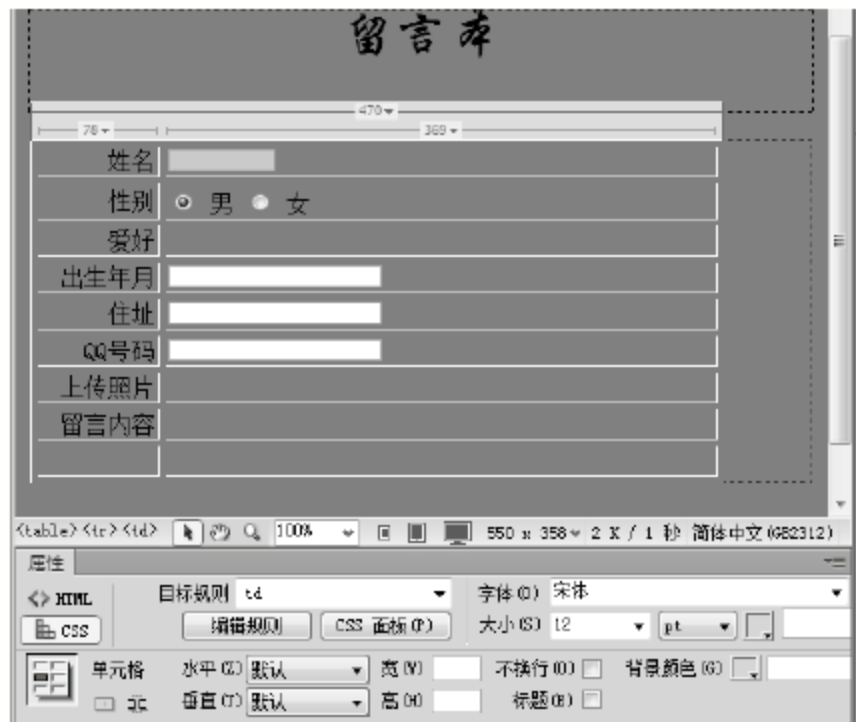 留言本
470
78 369
姓名
性别 男 女
爱好
出生年月
住址
QQ号码
上传照片
留言内容
<table><tr><td> 100% 550 x 358 2 K / 1 秒 简体中文(GB2312)
属性
<> HTML 目标规则 td 字体(O) 宋体
CSS 编辑规则 CSS 面板(P) 大小(S) 12 pt
单元格 水平(Z) 默认 宽(W) 不换行(O) 背景颜色(G)
垂直(T) 默认 高(H) 标题(E)